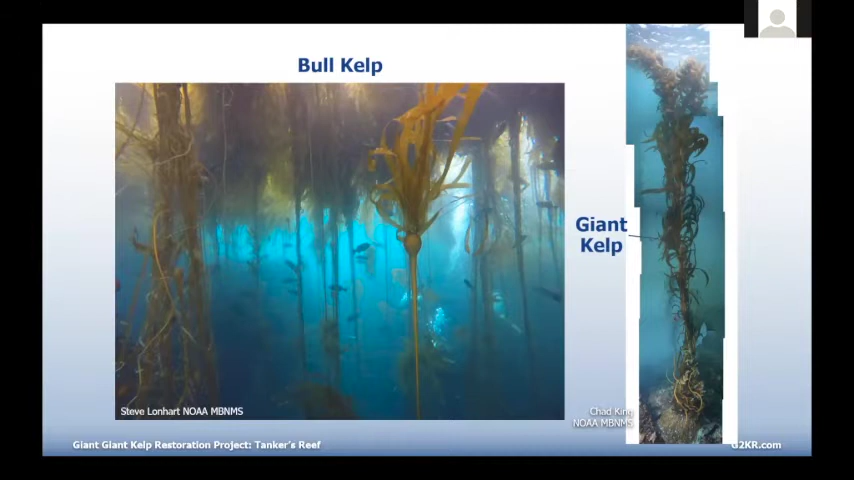 Bull Kelp
Giant
Kelp
Steve Lonhart NOAA MBNMS
Chad King
NOAA MBNMS
Giant Giant Kelp Restoration Project: Tanker's Reef
G2KR.com